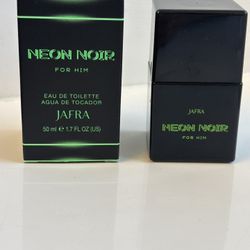 NEON NOIR
FOR HIM
EAU DE TOILETTE
AGUA DE TOCADOR
JAFRA
50 ml ℮ 1.7 FL OZ (US)
JAFRA
NEON NOIR
FOR HIM